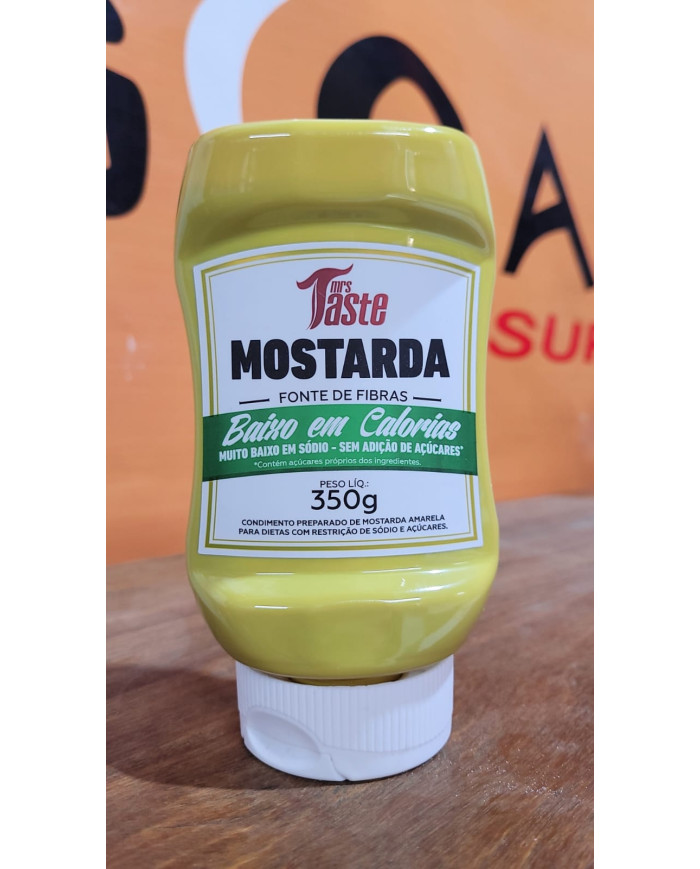 mrs
Taste
MOSTARDA
FONTE DE FIBRAS
Baixo em Calorias
MUITO BAIXO EM SÓDIO - SEM ADIÇÃO DE AÇÚCARES*
*Contém açúcares próprios dos ingredientes.
PESO LÍQ.:
350g
CONDIMENTO PREPARADO DE MOSTARDA AMARELA
PARA DIETAS COM RESTRIÇÃO DE SÓDIO E AÇÚCARES.